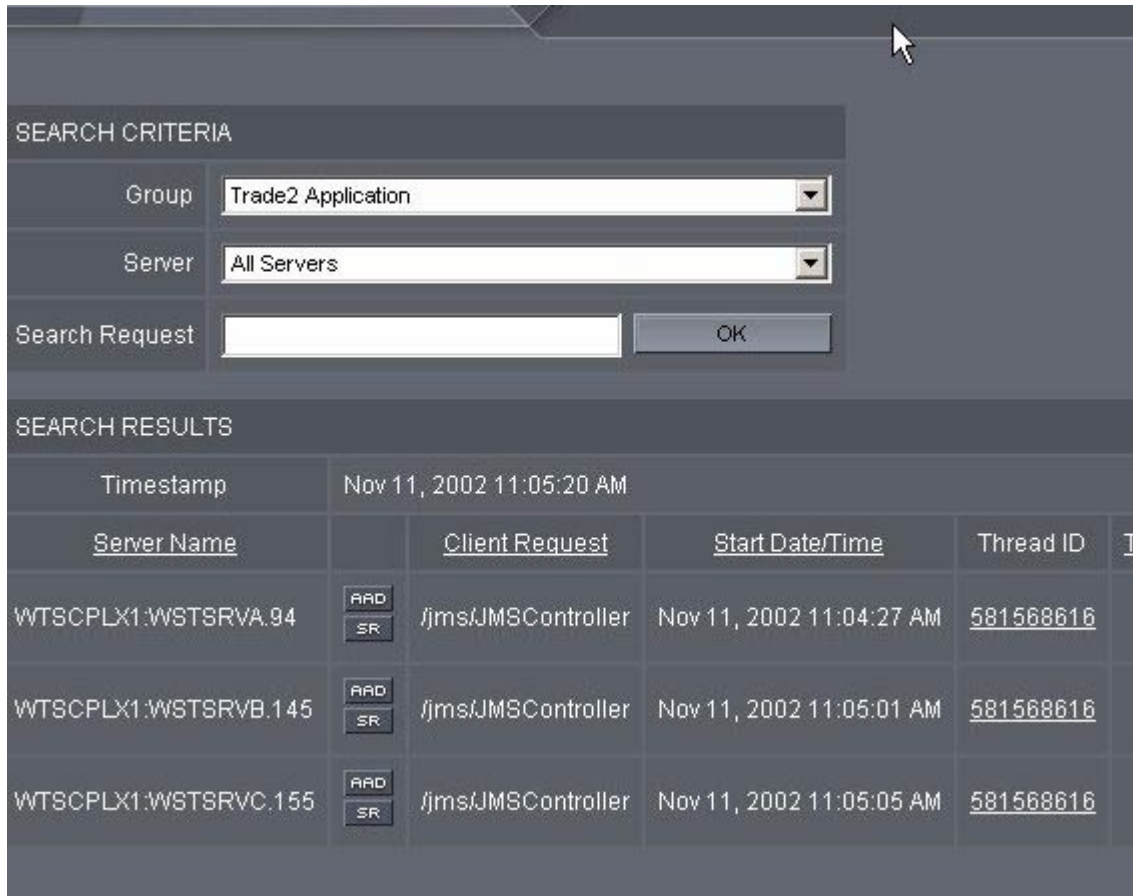 SEARCH CRITERIA
Group Trade2 Application
Server All Servers
Search Request OK
SEARCH RESULTS
Timestamp Nov 11, 2002 11:05:20 AM
Server Name Client Request Start Date/Time Thread ID
AAD
WTSCPLX1:WSTSRVA.94 /jms/JMSController Nov 11, 2002 11:04:27 AM 581568616
SR
AAD
WTSCPLX1:WSTSRVB.145 /jms/JMSController Nov 11, 2002 11:05:01 AM 581568616
SR
AAD
WTSCPLX1:WSTSRVC.155 /jms/JMSController Nov 11, 2002 11:05:05 AM 581568616
SR